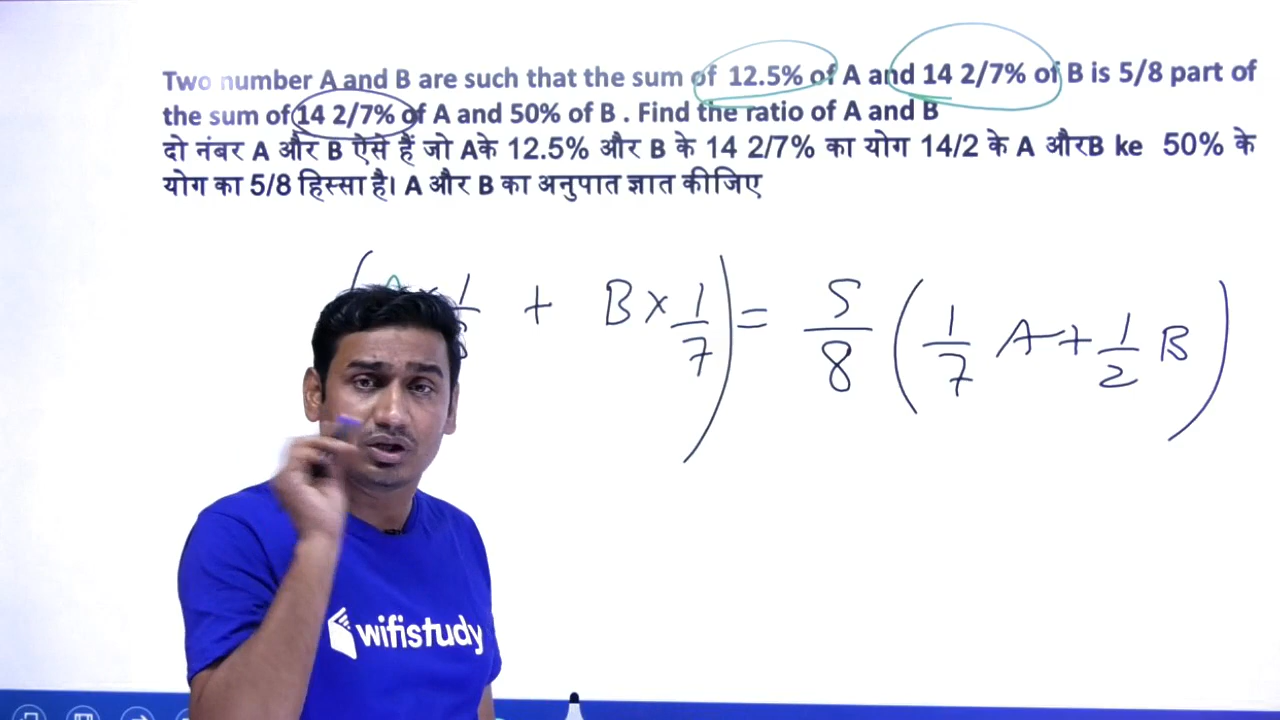 Two number A and B are such that the sum of 12.5% of A and 14 2/7% of B is 5/8 part of
the sum of 14 2/7% of A and 50% of B . Find the ratio of A and B
दो नंबर A और B ऐसे हैं जो Aके 12.5% और B के 14 2/7% का योग 14/2 के A औरB ke 50% के
योग का 5/8 हिस्सा है। A और B का अनुपात ज्ञात कीजिए
( × 1/ + B × 1/7 ) = 5/8 ( 1/7 A + 1/2 B )
wifistudy